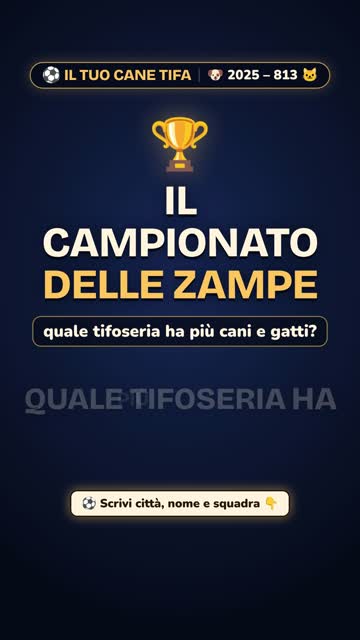 ⚽ IL TUO CANE TIFA | 🐶 2025 – 813 🐱
IL
CAMPIONATO
DELLE ZAMPE
quale tifoseria ha più cani e gatti?
QUALE TIFOSERIA HA
⚽ Scrivi città, nome e squadra 👇